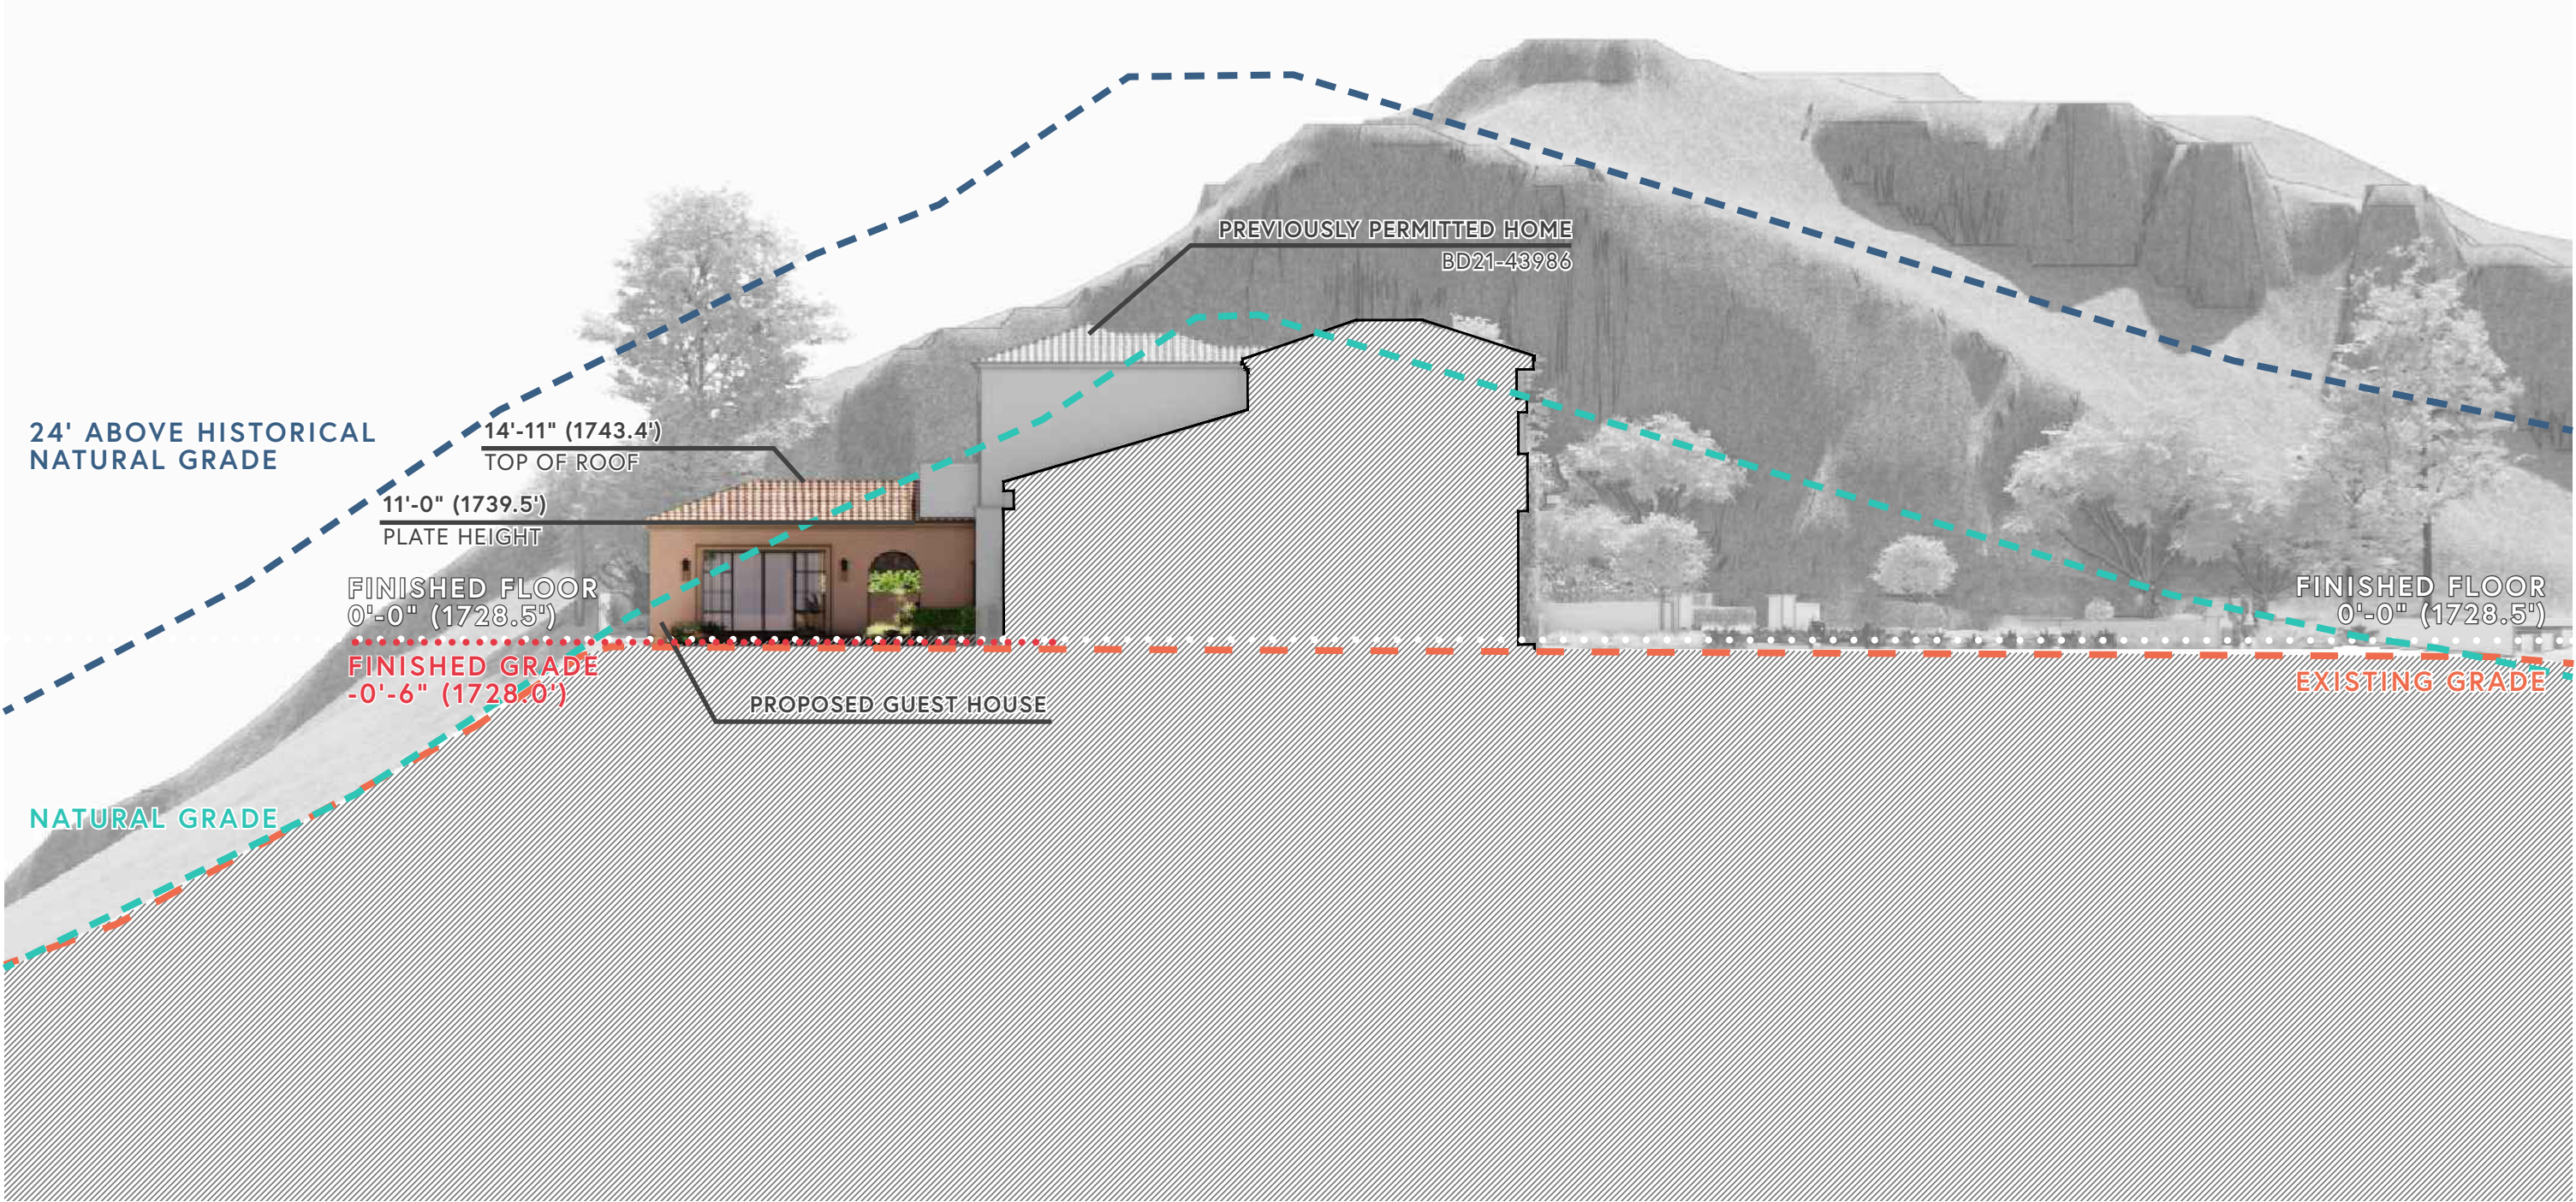 PREVIOUSLY PERMITTED HOME
BD21-43986
24' ABOVE HISTORICAL
NATURAL GRADE
14'-11" (1743.4')
TOP OF ROOF
11'-0" (1739.5')
PLATE HEIGHT
FINISHED FLOOR
0'-0" (1728.5')
FINISHED FLOOR
0'-0" (1728.5')
FINISHED GRADE
-0'-6" (1728.0')
EXISTING GRADE
PROPOSED GUEST HOUSE
NATURAL GRADE